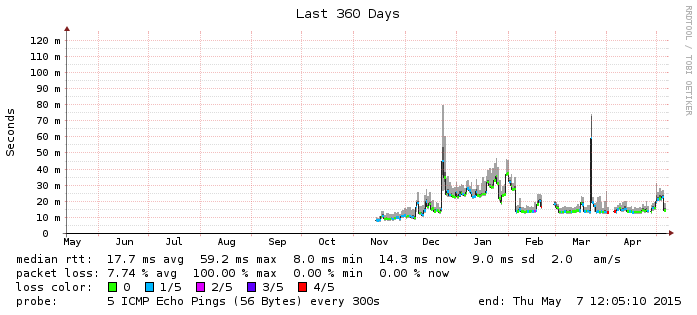 Last 360 Days
RRDTOOL / TOBI OETIKER
Seconds
120 m
110 m
100 m
90 m
80 m
70 m
60 m
50 m
40 m
30 m
20 m
10 m
0
May Jun Jul Aug Sep Oct Nov Dec Jan Feb Mar Apr
median rtt: 17.7 ms avg 59.2 ms max 8.0 ms min 14.3 ms now 9.0 ms sd 2.0 am/s
packet loss: 7.74 % avg 100.00 % max 0.00 % min 0.00 % now
loss color: 0 1/5 2/5 3/5 4/5
probe: 5 ICMP Echo Pings (56 Bytes) every 300s end: Thu May 7 12:05:10 2015